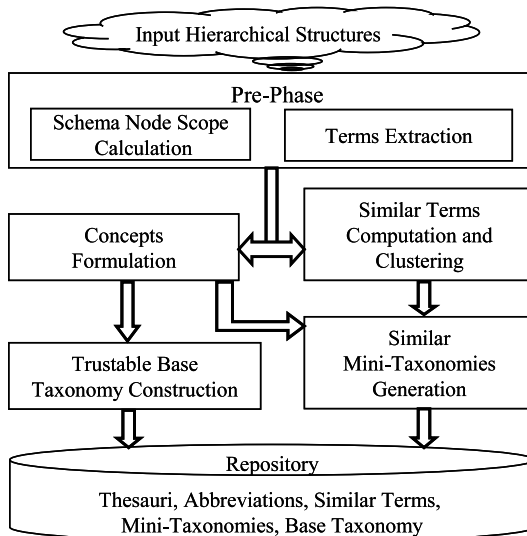 Input Hierarchical Structures
Pre-Phase
Schema Node Scope
Calculation
Terms Extraction
Concepts
Formulation
Similar Terms
Computation and
Clustering
Trustable Base
Taxonomy Construction
Similar
Mini-Taxonomies
Generation
Repository
Thesauri, Abbreviations, Similar Terms,
Mini-Taxonomies, Base Taxonomy